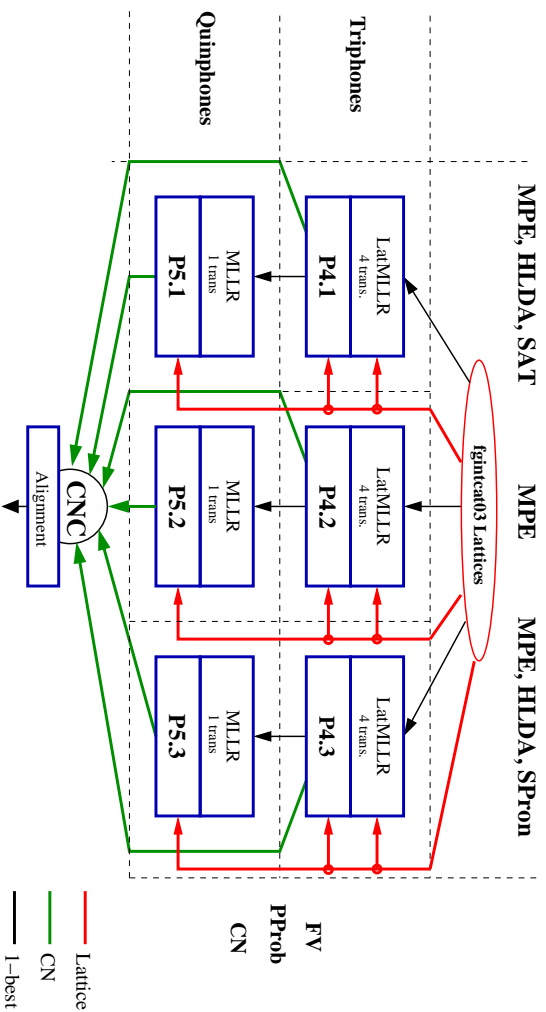 MPE, HLDA, SAT
MPE
MPE, HLDA, SPron
fgintcat03 Lattices
Triphones
LatMLLR
4 trans.
P4.1
LatMLLR
4 trans.
P4.2
LatMLLR
4 trans.
P4.3
FV
PProb
CN
Quinphones
MLLR
1 trans
P5.1
MLLR
1 trans
P5.2
MLLR
1 trans
P5.3
CNC
Alignment
Lattice
CN
1-best